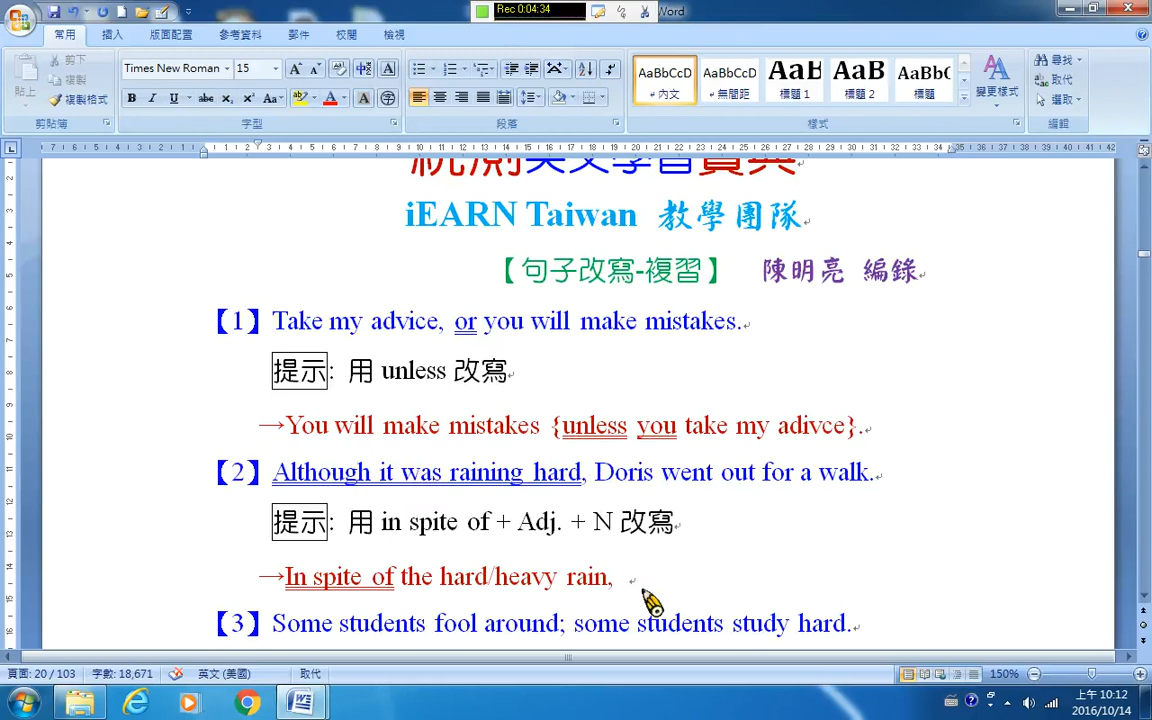 Rec 0:04:34
Word
常用 插入 版面配置 參考資料 郵件 校閱 檢視
貼上
剪下
複製
複製格式
剪貼簿
Times New Roman 15
字型
段落
AaBbCcD
內文
AaBbCcD
無間距
標題 1
AaB
標題 2
標題
變更樣式
樣式
尋找
取代
選取
編輯
統測英文學習寶典
iEARN Taiwan 教學團隊
【句子改寫-複習】 陳明亮 編錄
【1】Take my advice, or you will make mistakes.
提示: 用 unless 改寫
→You will make mistakes {unless you take my adivce}.
【2】Although it was raining hard, Doris went out for a walk.
提示: 用 in spite of + Adj. + N 改寫
→In spite of the hard/heavy rain,
【3】Some students fool around; some students study hard.
頁面: 20 / 103 字數: 18,671 英文 (美國) 取代 150%
上午 10:12
2016/10/14